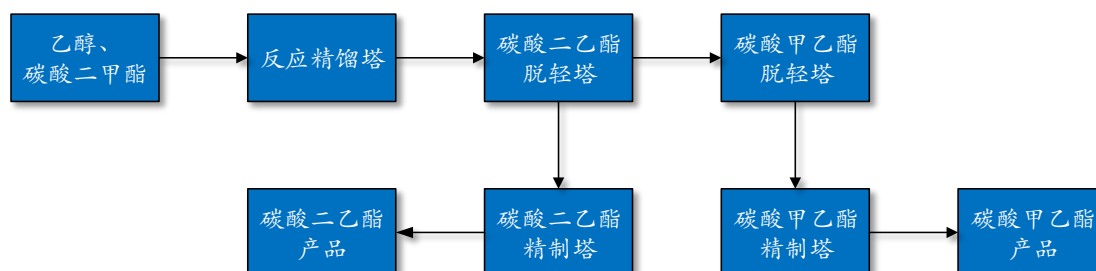 乙醇、
碳酸二甲酯
反应精馏塔
碳酸二乙酯
脱轻塔
碳酸甲乙酯
脱轻塔
碳酸二乙酯
产品
碳酸二乙酯
精制塔
碳酸甲乙酯
精制塔
碳酸甲乙酯
产品